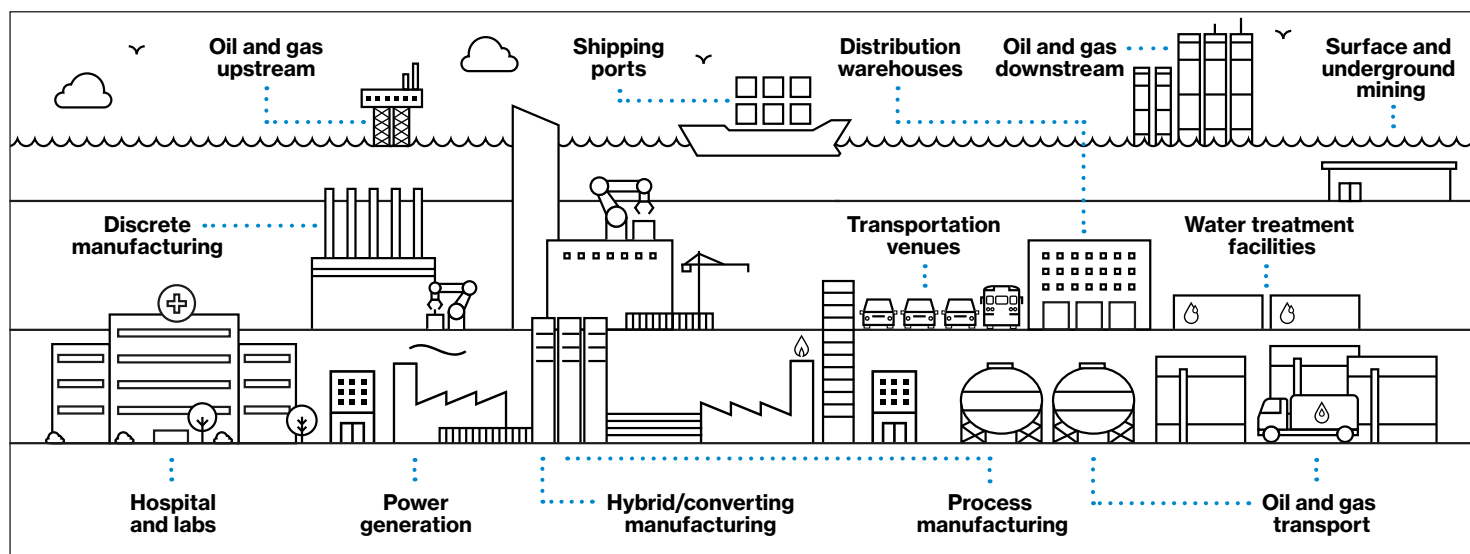 Oil and gas
upstream
Shipping
ports
Distribution
warehouses
Oil and gas
downstream
Surface and
underground
mining
Discrete
manufacturing
Transportation
venues
Water treatment
facilities
Hospital
and labs
Power
generation
Hybrid/converting
manufacturing
Process
manufacturing
Oil and gas
transport